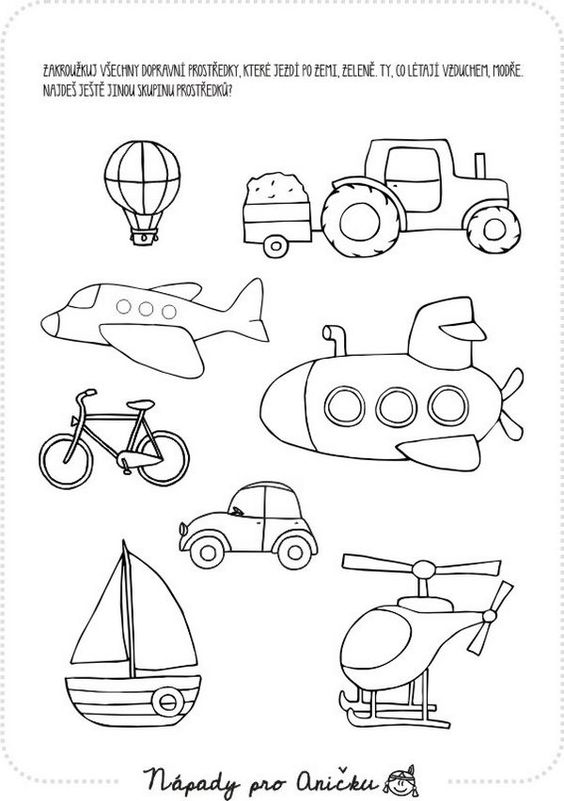 ZAKROUŽKUJ VŠECHNY DOPRAVNÍ PROSTŘEDKY, KTERÉ JEZDÍ PO ZEMI, ZELENĚ. TY, CO LÉTAJÍ VZDUCHEM, MODŘE.
NAJDEŠ JEŠTĚ JINOU SKUPINU PROSTŘEDKŮ?
Nápady pro Aničku